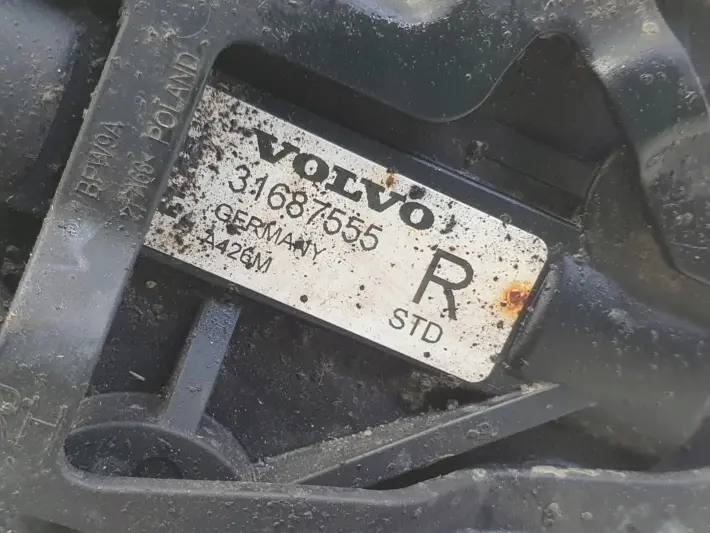 VOLVO
31687555
GERMANY
A426M
R
STD
POLAND